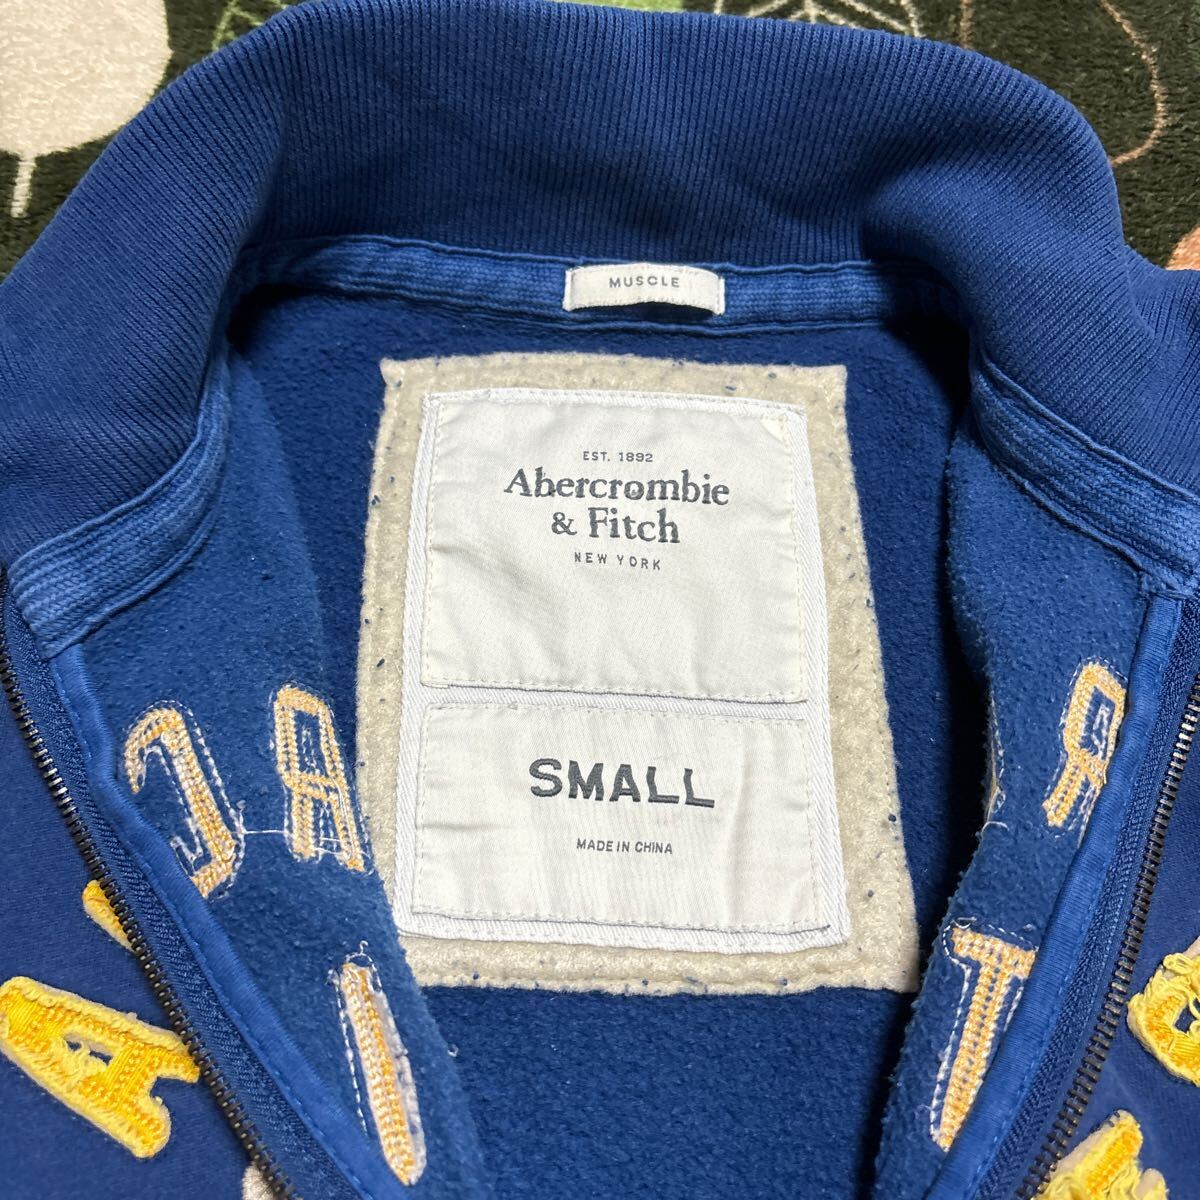 MUSCLE
EST. 1892
Abercrombie
& Fitch
NEW YORK
SMALL
MADE IN CHINA